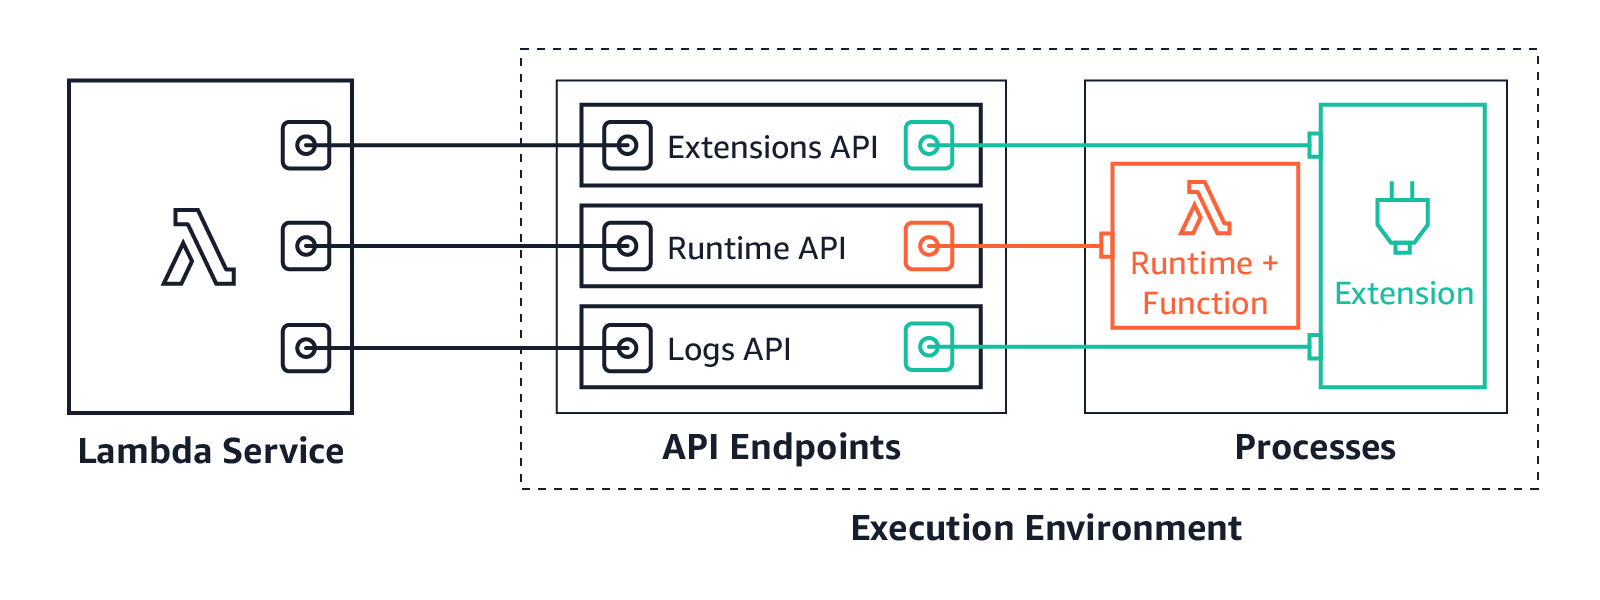 Extensions API
Runtime API
Logs API
Runtime +
Function
Extension
Lambda Service
API Endpoints
Processes
Execution Environment